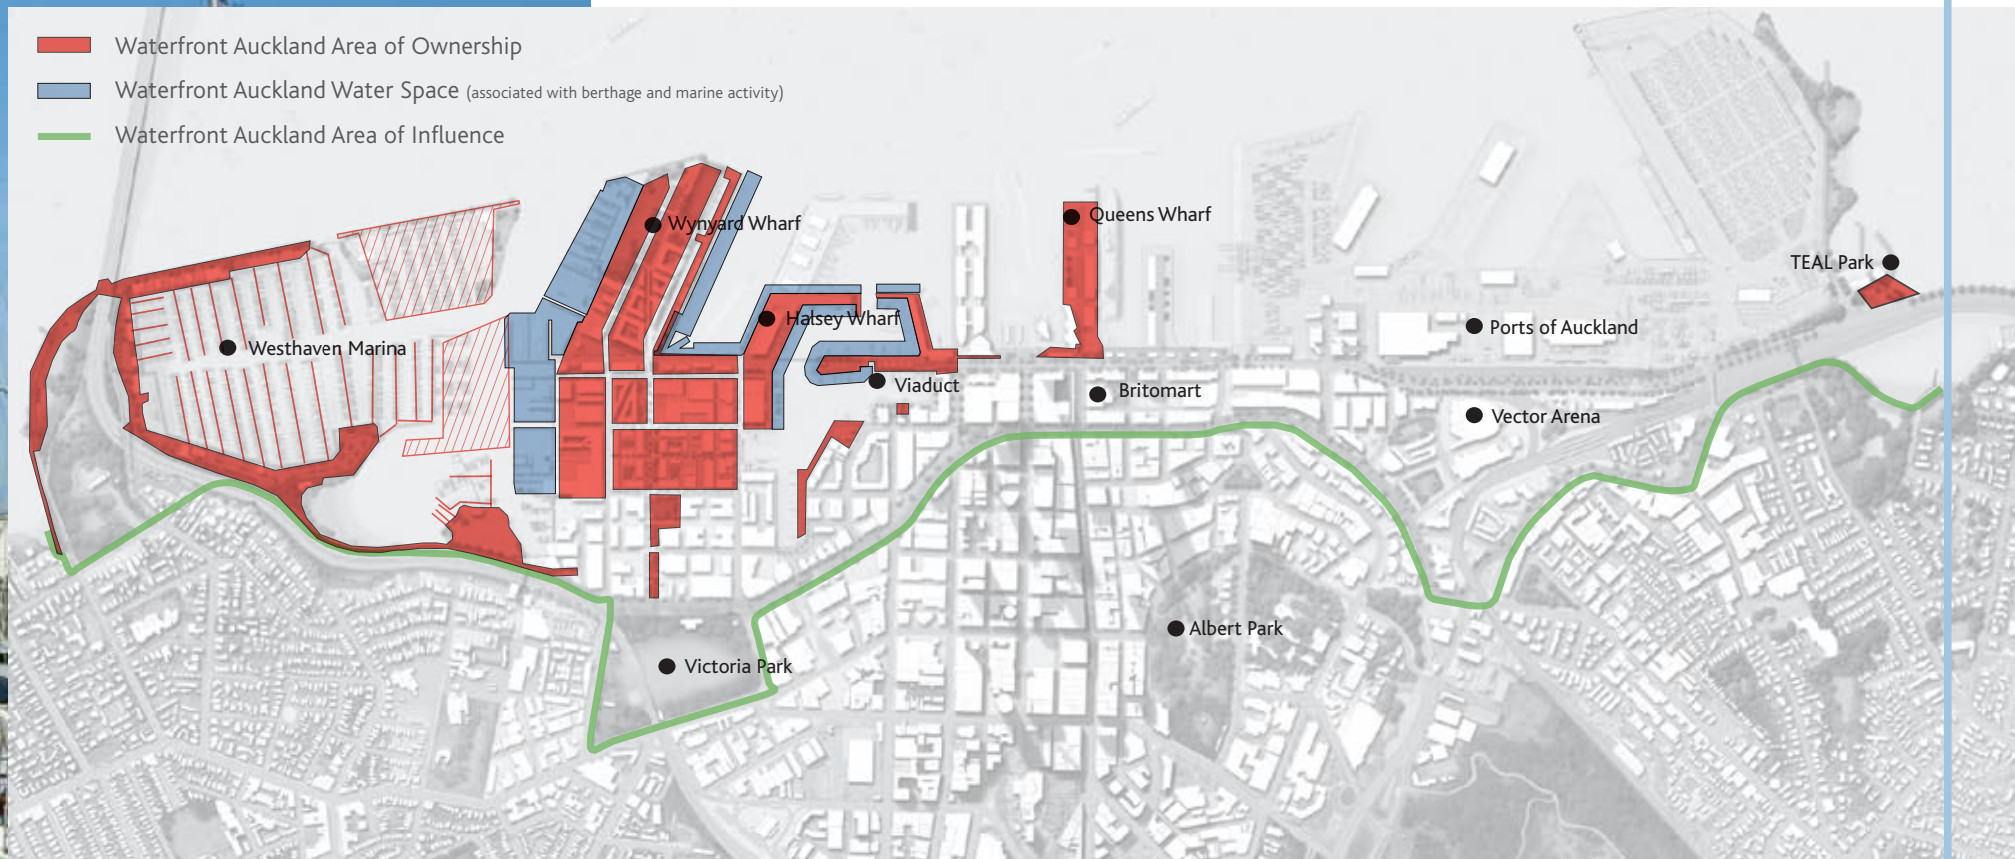 Waterfront Auckland Area of Ownership
Waterfront Auckland Water Space (associated with berthage and marine activity)
Waterfront Auckland Area of Influence
Wynyard Wharf
Queens Wharf
TEAL Park
Halsey Wharf
Ports of Auckland
Westhaven Marina
Viaduct
Britomart
Vector Arena
Albert Park
Victoria Park